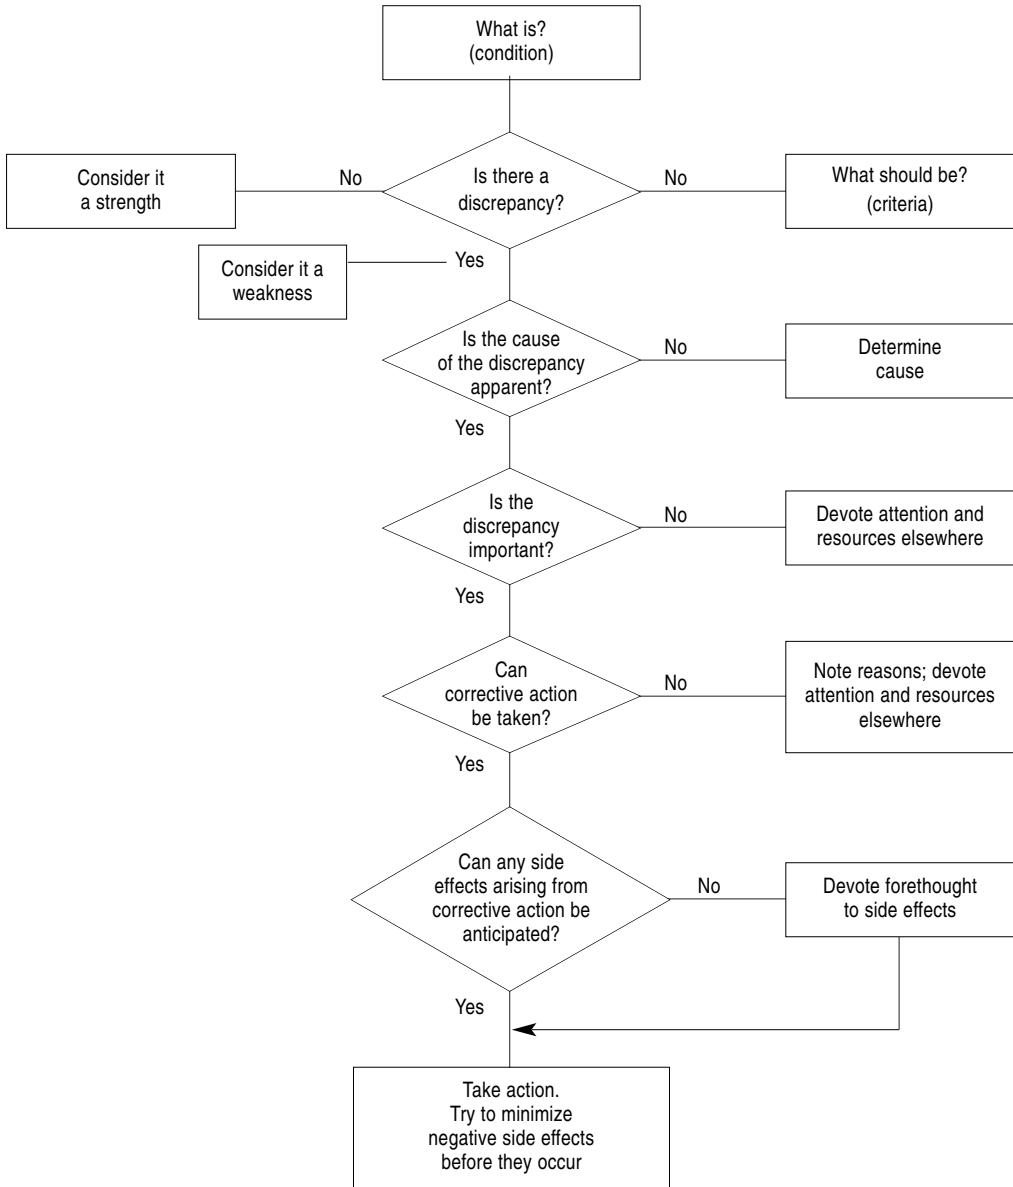 What is?
(condition)
Consider it
a strength
No
Is there a
discrepancy?
No
What should be?
(criteria)
Consider it a
weakness
Yes
Is the cause
of the discrepancy
apparent?
No
Determine
cause
Yes
Is the
discrepancy
important?
No
Devote attention and
resources elsewhere
Yes
Can
corrective action
be taken?
No
Note reasons; devote
attention and resources
elsewhere
Yes
Can any side
effects arising from
corrective action be
anticipated?
No
Devote forethought
to side effects
Yes
Take action.
Try to minimize
negative side effects
before they occur